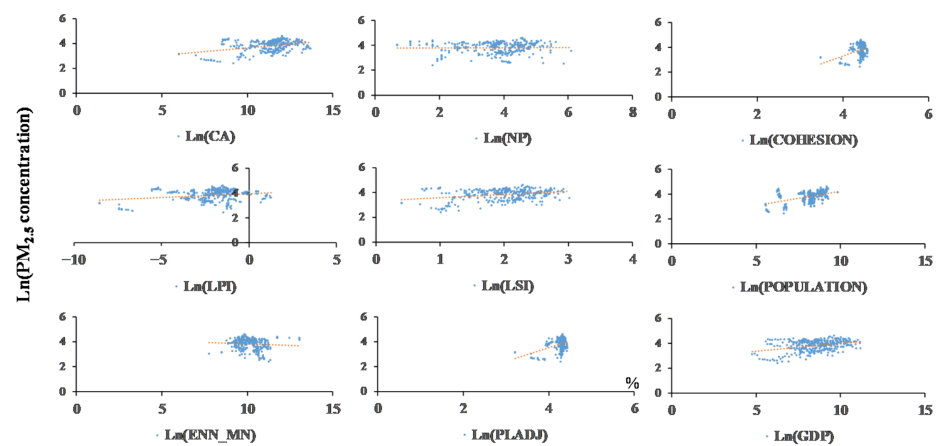 Ln(PM2.5 concentration)
6
4
2
0
0 5 10 15
Ln(CA)
6
4
2
0
0 2 4 6 8
Ln(NP)
6
4
2
0
0 2 4 6
Ln(COHESION)
6
4
2
0
−10 −5 0 5
Ln(LPI)
6
4
2
0
0 1 2 3 4
Ln(LSI)
6
4
2
0
0 5 10 15
Ln(POPULATION)
6
4
2
0
0 5 10 15
Ln(ENN_MN)
6
4
2
0
%
0 2 4 6
Ln(PLADJ)
6
4
2
0
0 5 10 15
Ln(GDP)